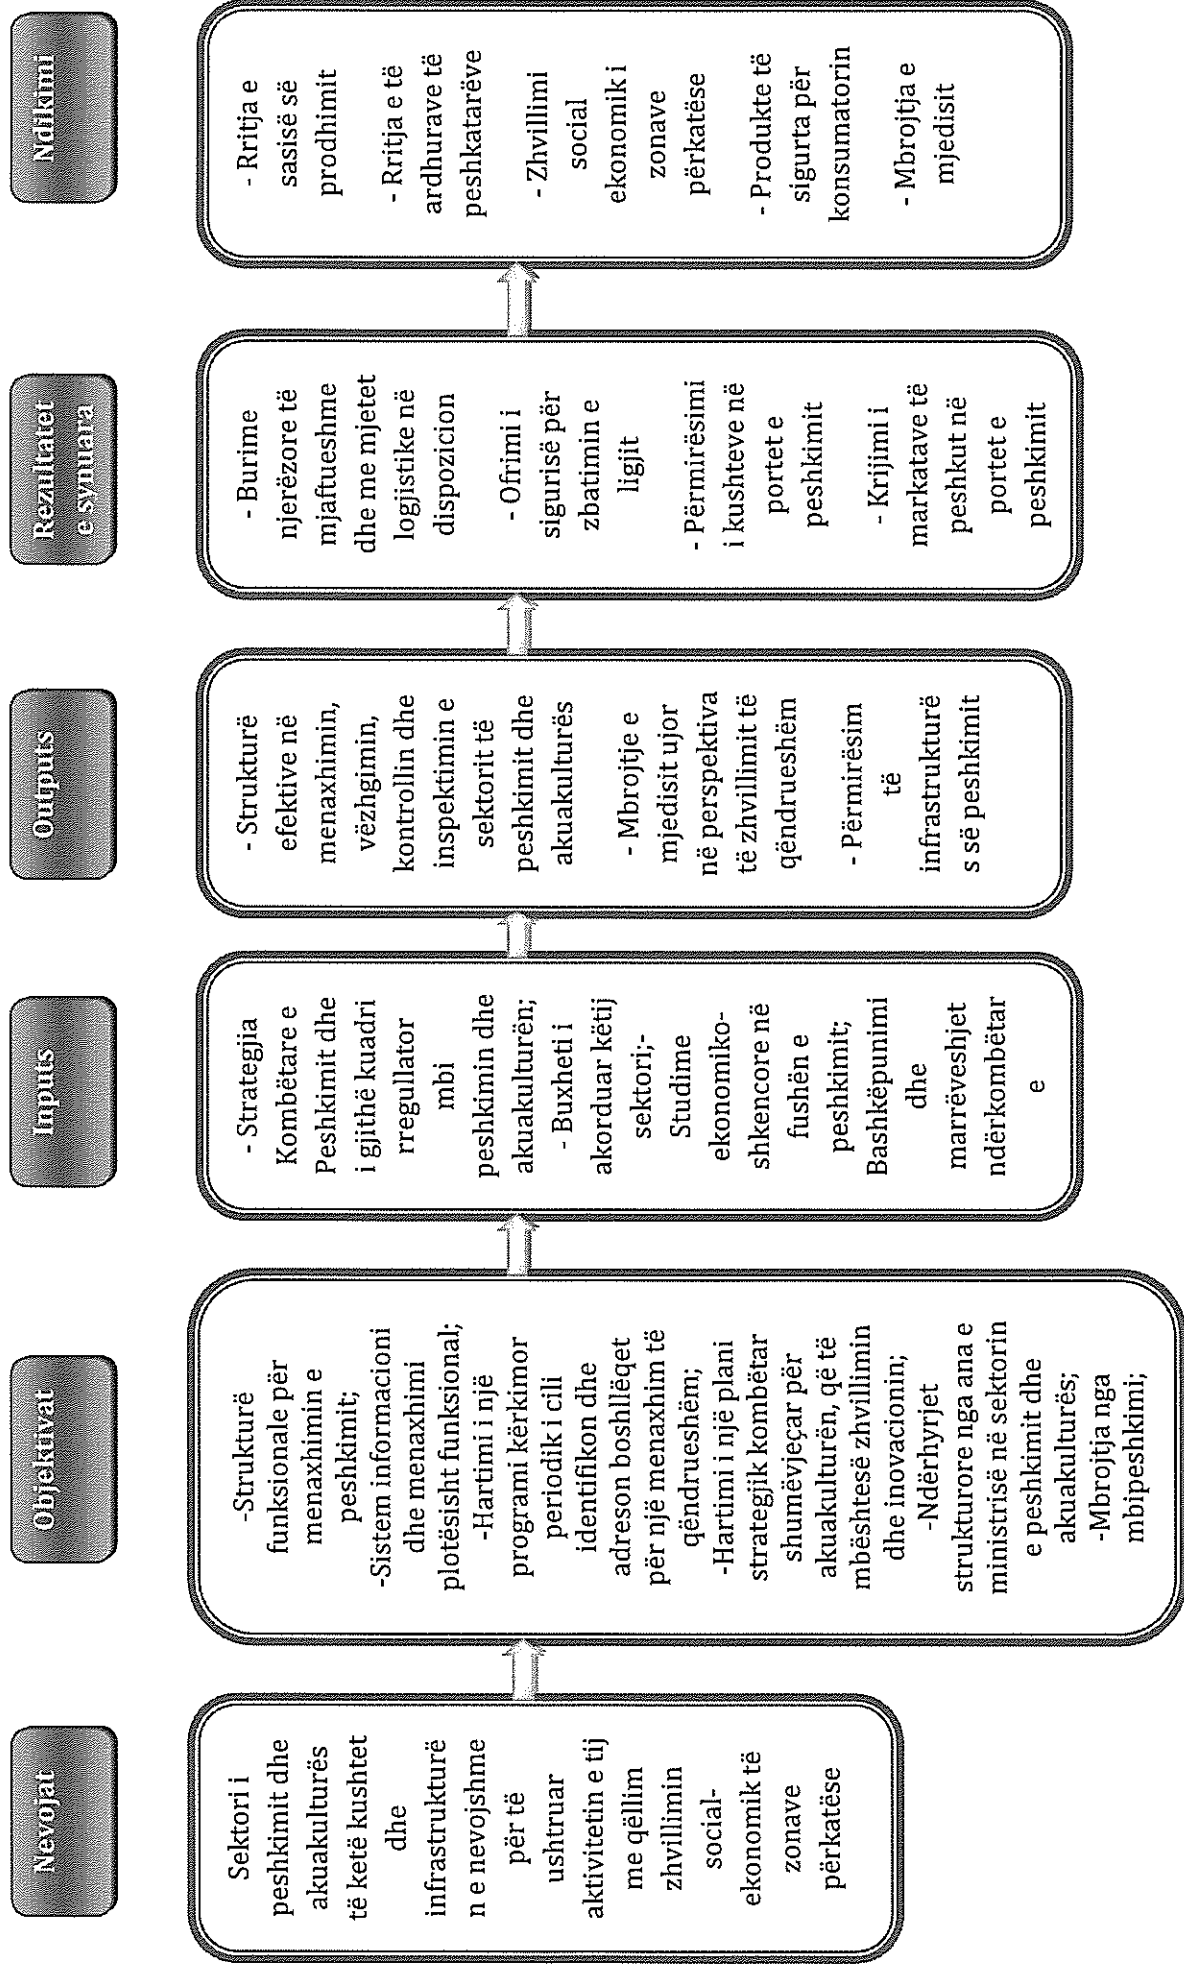 Nevojat
Sektori i
peshkimit dhe
akuakulturës
të ketë kushtet
dhe
infrastrukturë
n e nevojshme
për të
ushtruar
aktivitetin e tij
me qëllim
zhvillimin
social-
ekonomik të
zonave
përkatëse
Objektivat
-Strukturë
funksionale për
menaxhimin e
peshkimit;
-Sistem informacioni
dhe menaxhimi
plotësisht funksional;
-Hartimi i një
programi kërkimor
periodik i cili
identifikon dhe
adreson boshllëqet
për një menaxhim të
qëndrueshëm;
-Hartimi i një plani
strategjik kombëtar
shumëvjeçar për
akuakulturën, që të
mbështesë zhvillimin
dhe inovacionin;
-Ndërhyrjet
strukturore nga ana e
ministrisë në sektorin
e peshkimit dhe
akuakulturës;
-Mbrojtja nga
mbipeshkimi;
Inputs
- Strategjia
Kombëtare e
Peshkimit dhe
i gjithë kuadri
rregullator
mbi
peshkimin dhe
akuakulturën;
- Buxheti i
akorduar këtij
sektori;-
Studime
ekonomiko-
shkencore në
fushën e
peshkimit;
Bashkëpunimi
dhe
marrëveshjet
ndërkombëtar
e
Outputs
- Strukturë
efektive në
menaxhimin,
vëzhgimin,
kontrollin dhe
inspektimin e
sektorit të
peshkimit dhe
akuakulturës
- Mbrojtje e
mjedisit ujor
në perspektiva
të zhvillimit të
qëndrueshëm
- Përmirësim
të
infrastrukturë
s së peshkimit
Rezultatet
e synuara
- Burime
njerëzore të
mjaftueshme
dhe me mjetet
logjistike në
dispozicion
- Ofrimi i
sigurisë për
zbatimin e
ligjit
- Përmirësimi
i kushteve në
portet e
peshkimit
- Krijimi i
markatave të
peshkut në
portet e
peshkimit
Ndikimi
- Rritja e
sasisë së
prodhimit
- Rritja e të
ardhurave të
peshkatarëve
- Zhvillimi
social
ekonomik i
zonave
përkatëse
- Produkte të
sigurta për
konsumatorin
- Mbrojtja e
mjedisit